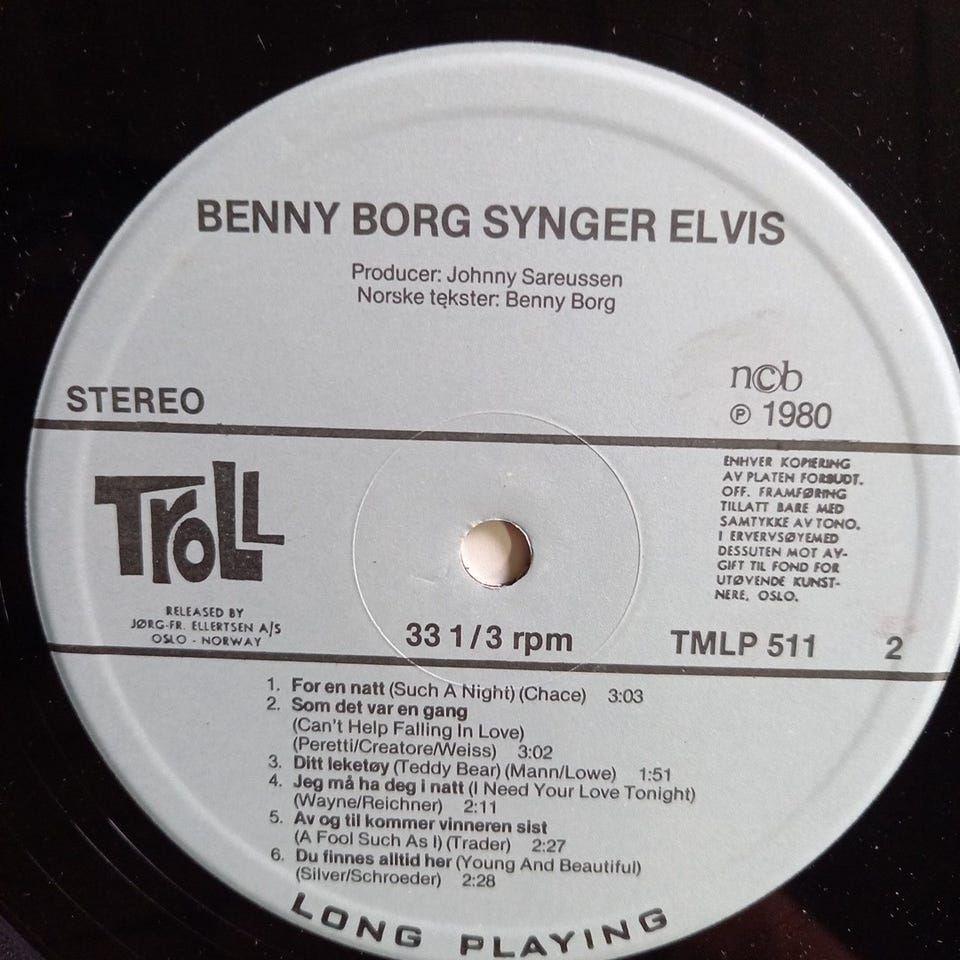 BENNY BORG SYNGER ELVIS
Producer: Johnny Sareussen
Norske tękster: Benny Borg
STEREO
n©b
℗ 1980
TROLL
RELEASED BY
JØRG-FR. ELLERTSEN A/S
OSLO - NORWAY
ENHVER KOPIERING
AV PLATEN FORBUDT.
OFF. FRAMFØRING
TILLATT BARE MED
SAMTYKKE AV TONO.
I ERVERVSØYEMED
DESSUTEN MOT AV-
GIFT TIL FOND FOR
UTØVENDE KUNST-
NERE, OSLO.
33 1/3 rpm
TMLP 511 2
1. For en natt (Such A Night) (Chace) 3:03
2. Som det var en gang
(Can't Help Falling In Love)
(Peretti/Creatore/Weiss) 3:02
3. Ditt leketøy (Teddy Bear) (Mann/Lowe) 1:51
4. Jeg må ha deg i natt (I Need Your Love Tonight)
(Wayne/Reichner) 2:11
5. Av og til kommer vinneren sist
(A Fool Such As I) (Trader) 2:27
6. Du finnes alltid her (Young And Beautiful)
(Silver/Schroeder) 2:28
LONG PLAYING